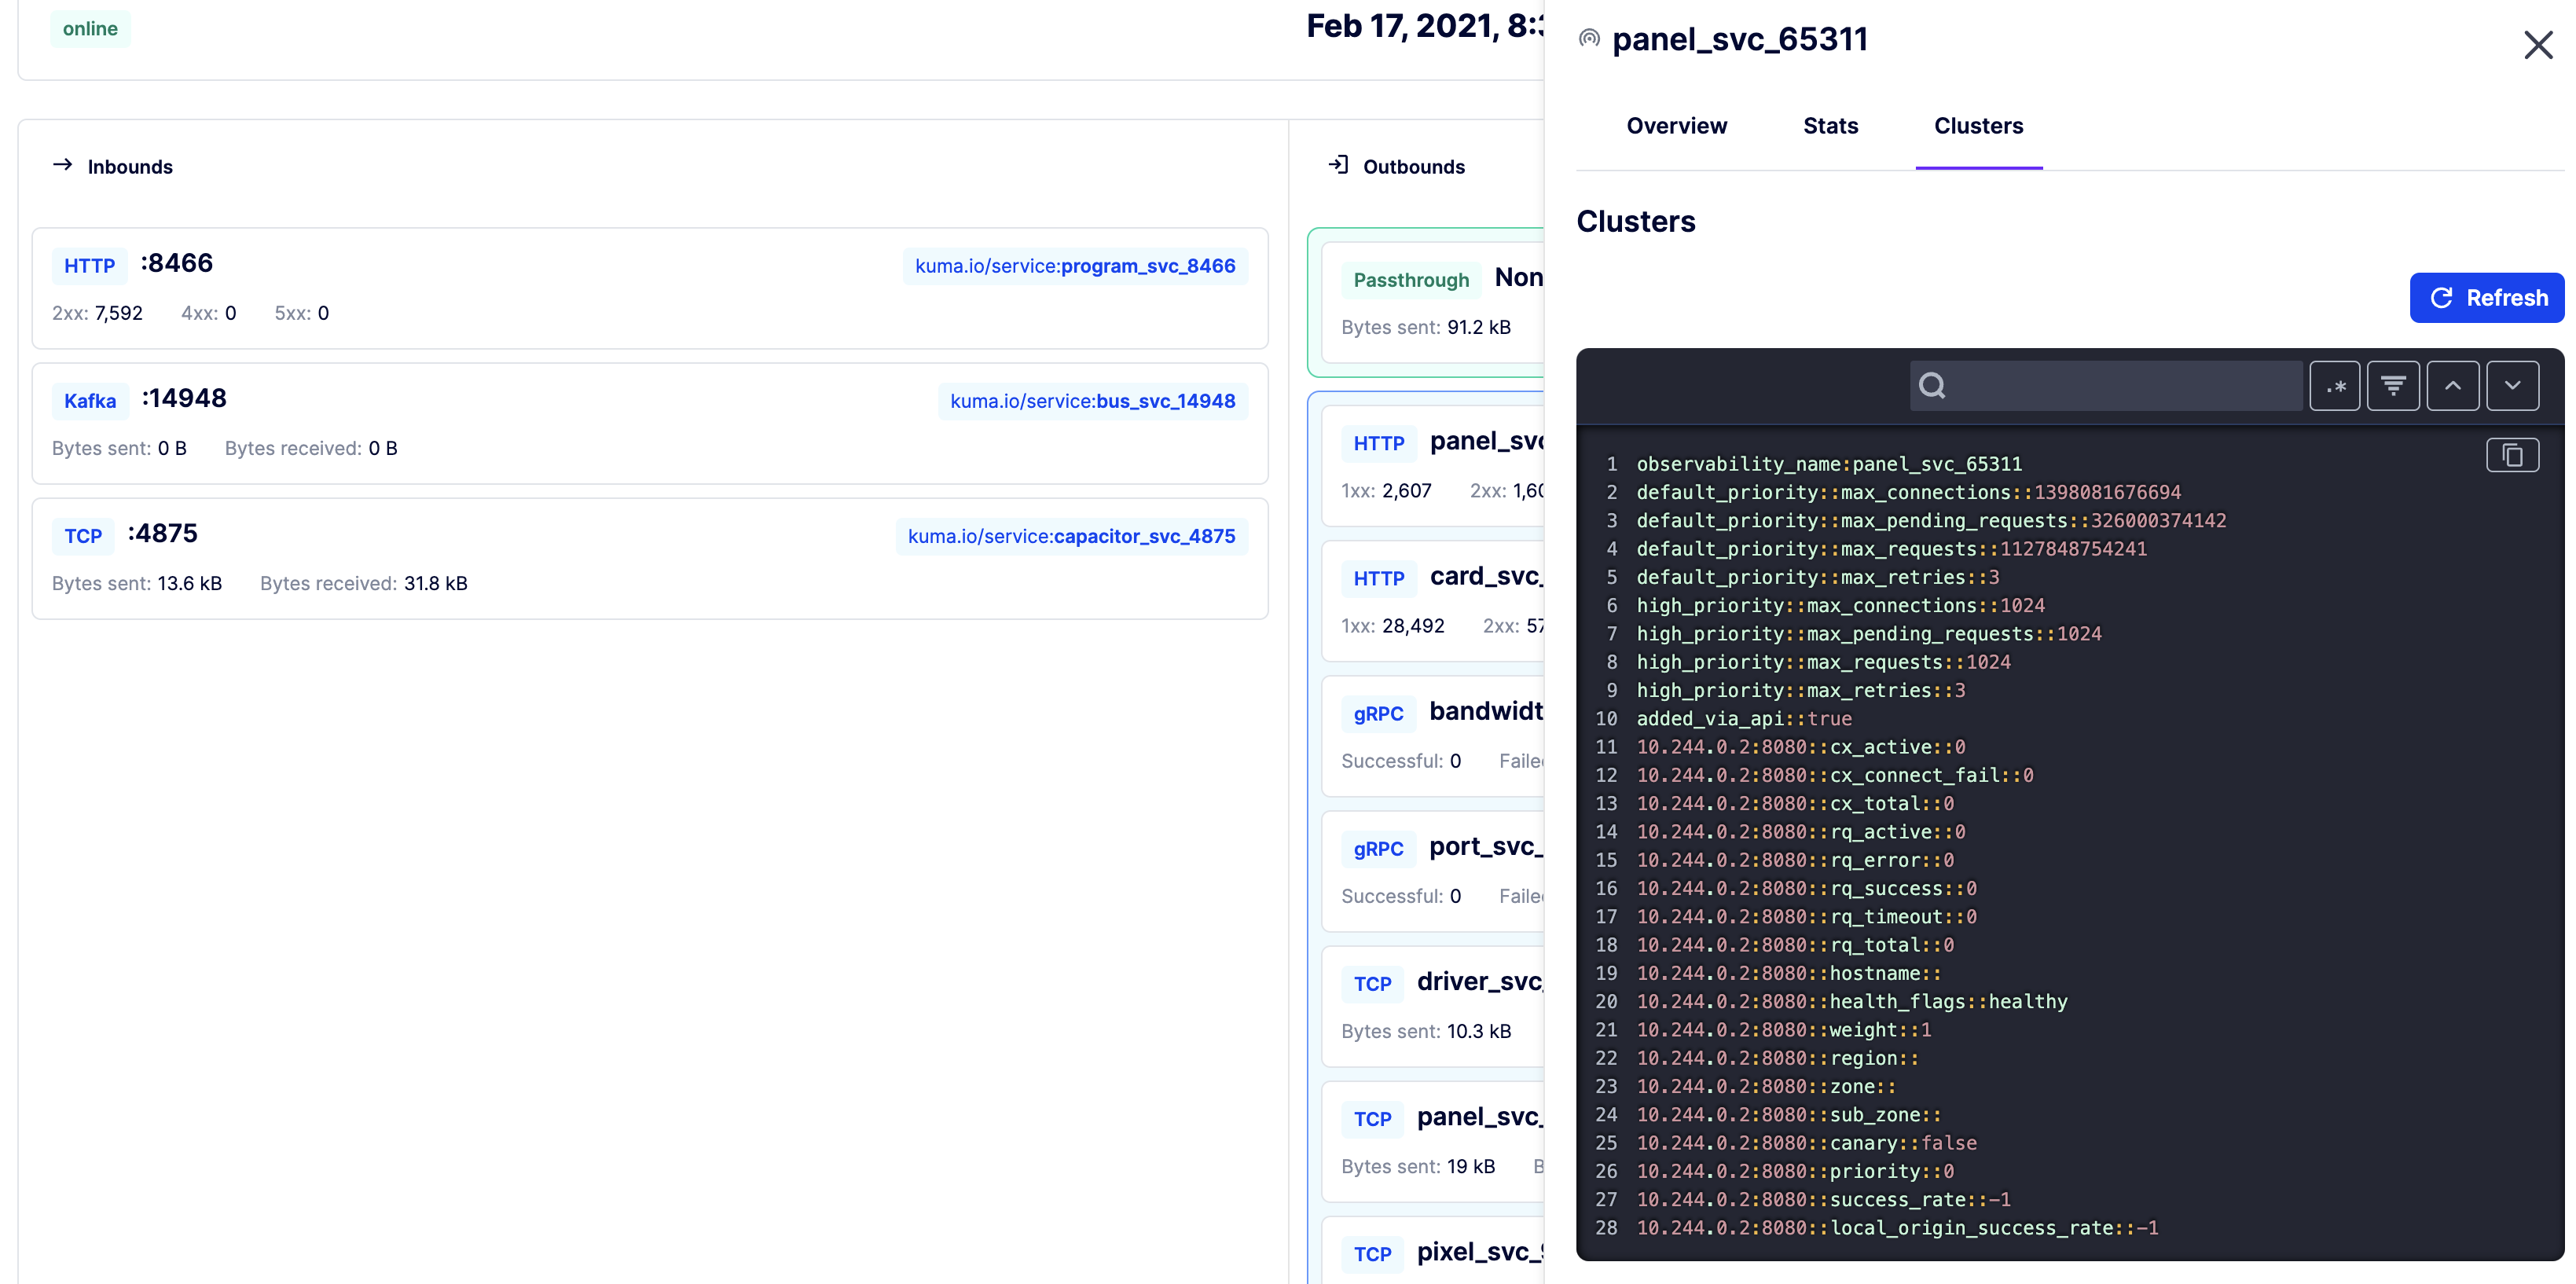 online
Feb 17, 2021, 8:
Inbounds
HTTP :8466 kuma.io/service:program_svc_8466
2xx: 7,592 4xx: 0 5xx: 0
Kafka :14948 kuma.io/service:bus_svc_14948
Bytes sent: 0 B Bytes received: 0 B
TCP :4875 kuma.io/service:capacitor_svc_4875
Bytes sent: 13.6 kB Bytes received: 31.8 kB
Outbounds
Passthrough Non
Bytes sent: 91.2 kB
HTTP panel_svc
1xx: 2,607 2xx: 1,60
HTTP card_svc_
1xx: 28,492 2xx: 57
gRPC bandwidt
Successful: 0 Faile
gRPC port_svc_
Successful: 0 Faile
TCP driver_svc_
Bytes sent: 10.3 kB
TCP panel_svc_
Bytes sent: 19 kB B
TCP pixel_svc_9
panel_svc_65311
Overview Stats Clusters
Clusters
Refresh
.*
1 observability_name:panel_svc_65311
2 default_priority::max_connections::1398081676694
3 default_priority::max_pending_requests::326000374142
4 default_priority::max_requests::1127848754241
5 default_priority::max_retries::3
6 high_priority::max_connections::1024
7 high_priority::max_pending_requests::1024
8 high_priority::max_requests::1024
9 high_priority::max_retries::3
10 added_via_api::true
11 10.244.0.2:8080::cx_active::0
12 10.244.0.2:8080::cx_connect_fail::0
13 10.244.0.2:8080::cx_total::0
14 10.244.0.2:8080::rq_active::0
15 10.244.0.2:8080::rq_error::0
16 10.244.0.2:8080::rq_success::0
17 10.244.0.2:8080::rq_timeout::0
18 10.244.0.2:8080::rq_total::0
19 10.244.0.2:8080::hostname::
20 10.244.0.2:8080::health_flags::healthy
21 10.244.0.2:8080::weight::1
22 10.244.0.2:8080::region::
23 10.244.0.2:8080::zone::
24 10.244.0.2:8080::sub_zone::
25 10.244.0.2:8080::canary::false
26 10.244.0.2:8080::priority::0
27 10.244.0.2:8080::success_rate::-1
28 10.244.0.2:8080::local_origin_success_rate::-1